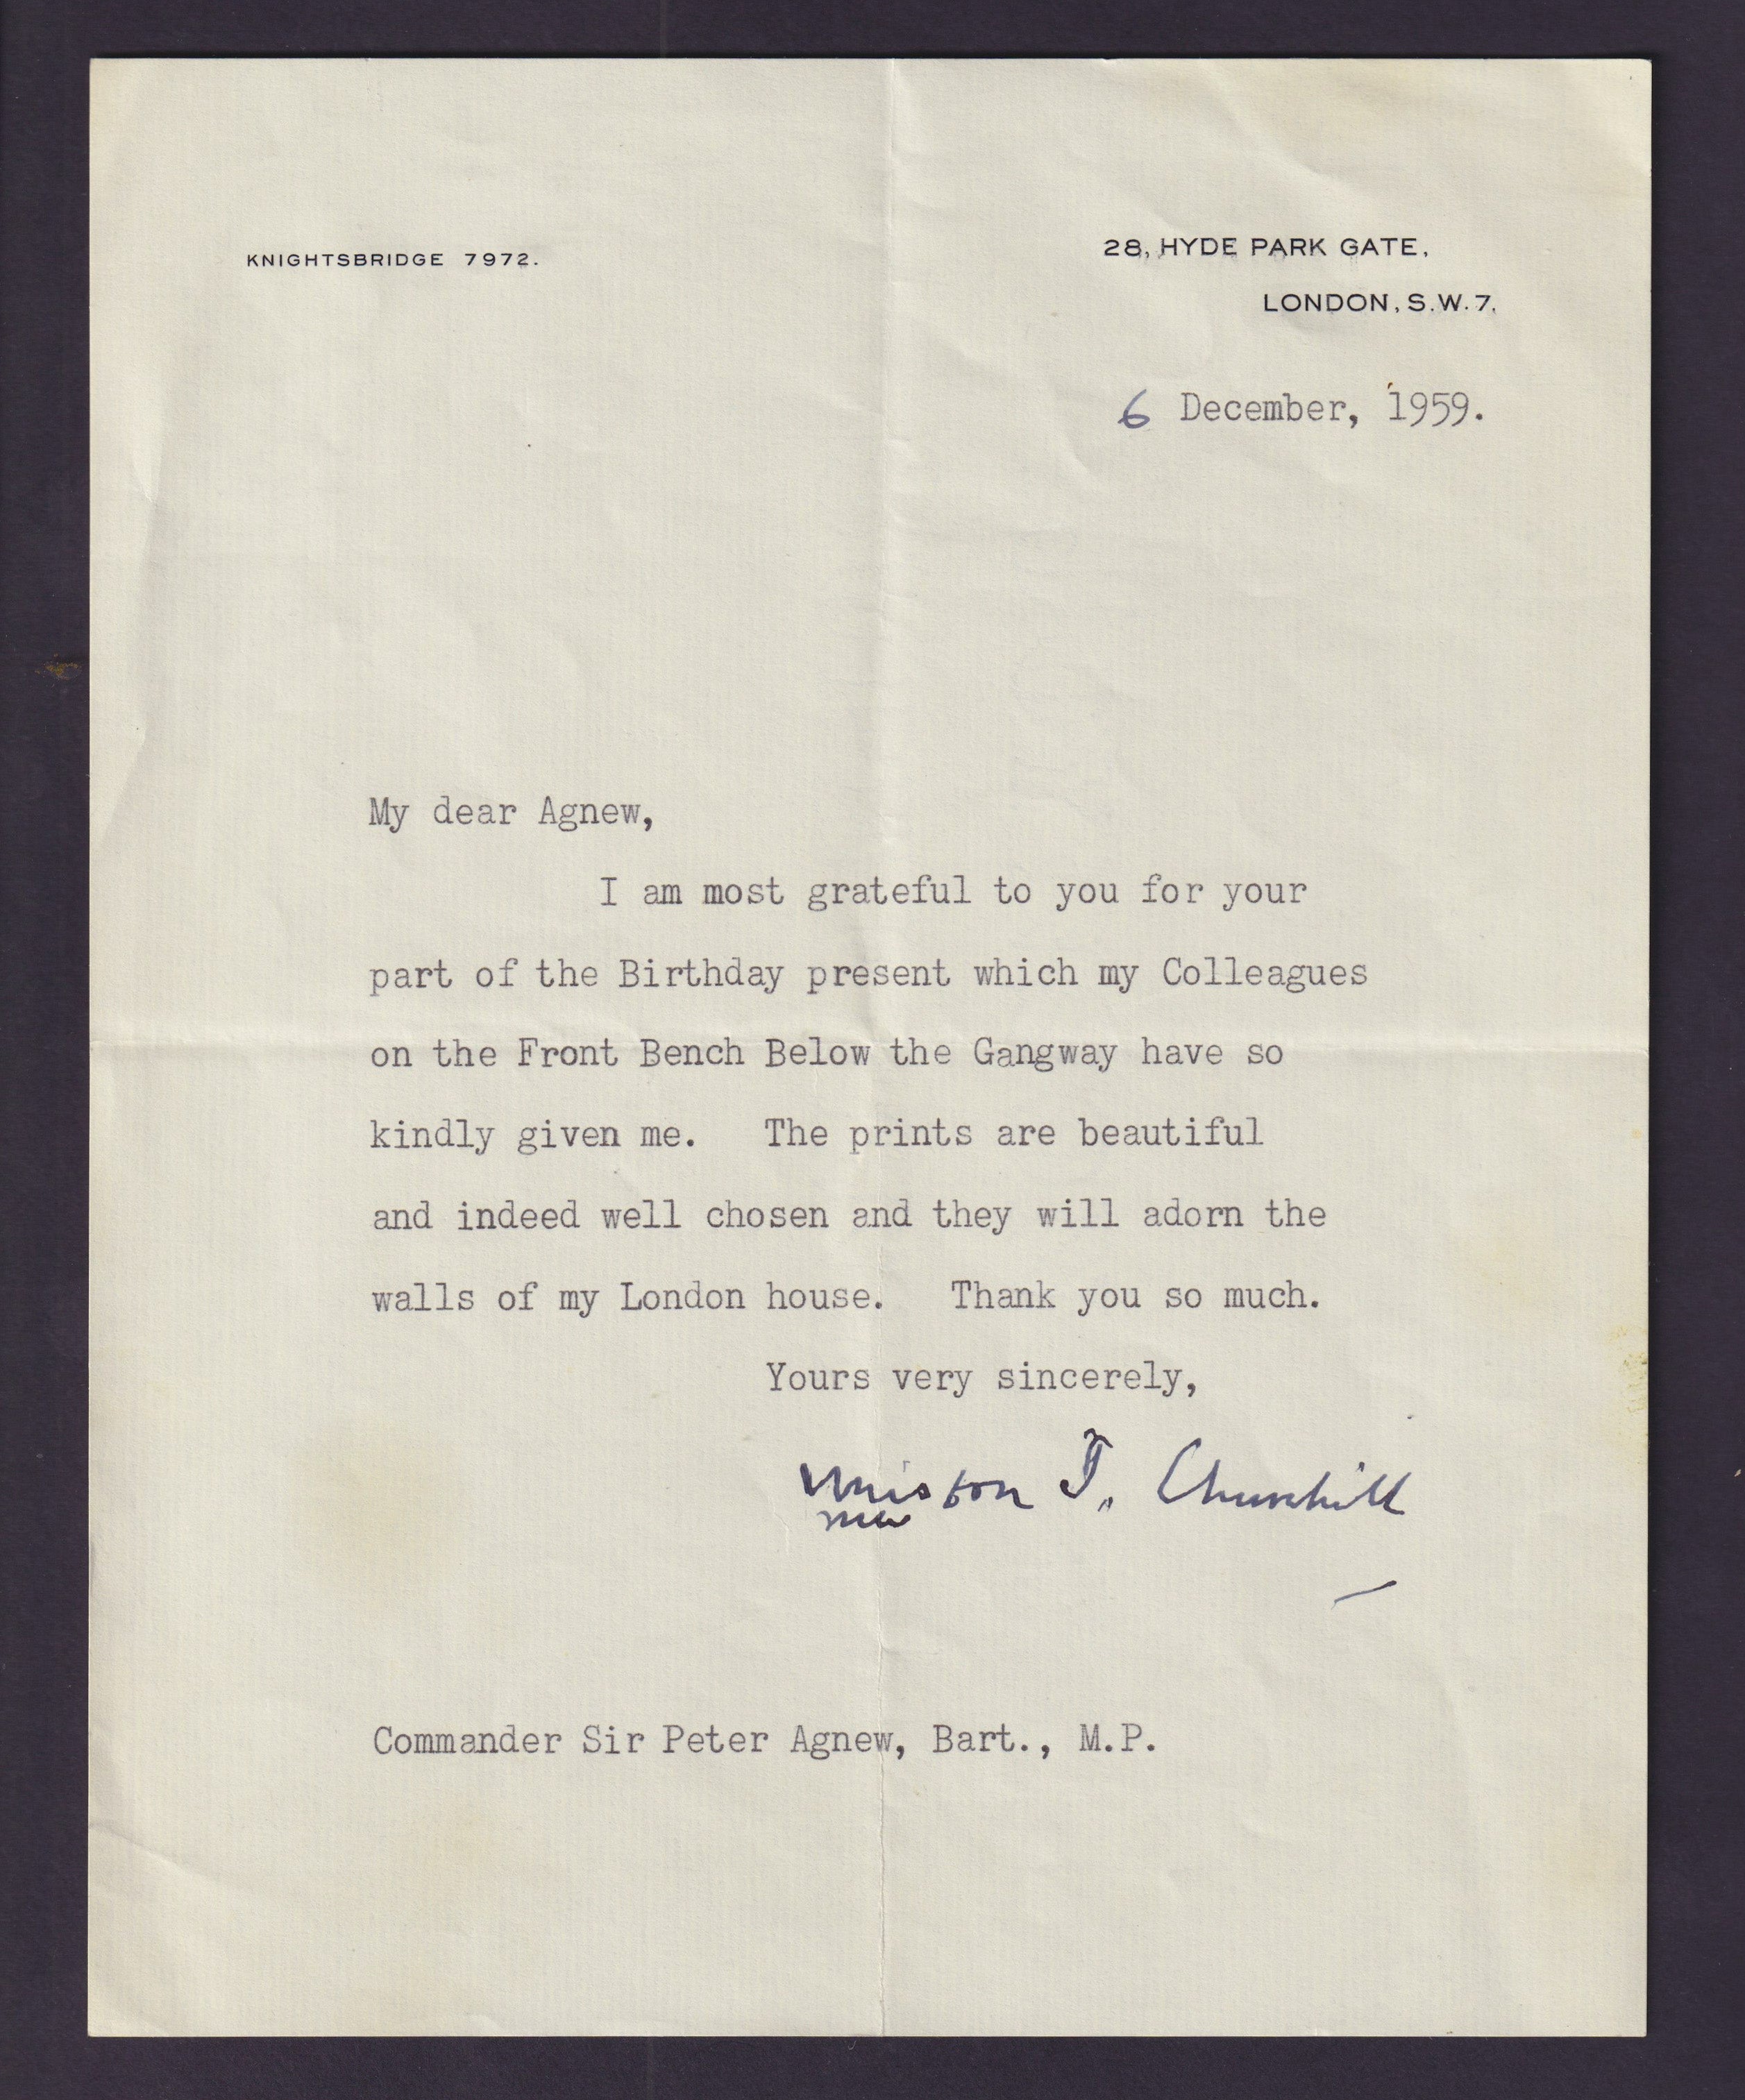 KNIGHTSBRIDGE 7972.
28, HYDE PARK GATE,
LONDON, S.W.7.
6 December, 1959.
My dear Agnew,
I am most grateful to you for your
part of the Birthday present which my Colleagues
on the Front Bench Below the Gangway have so
kindly given me. The prints are beautiful
and indeed well chosen and they will adorn the
walls of my London house. Thank you so much.
Yours very sincerely,
Winston S. Churchill
Commander Sir Peter Agnew, Bart., M.P.